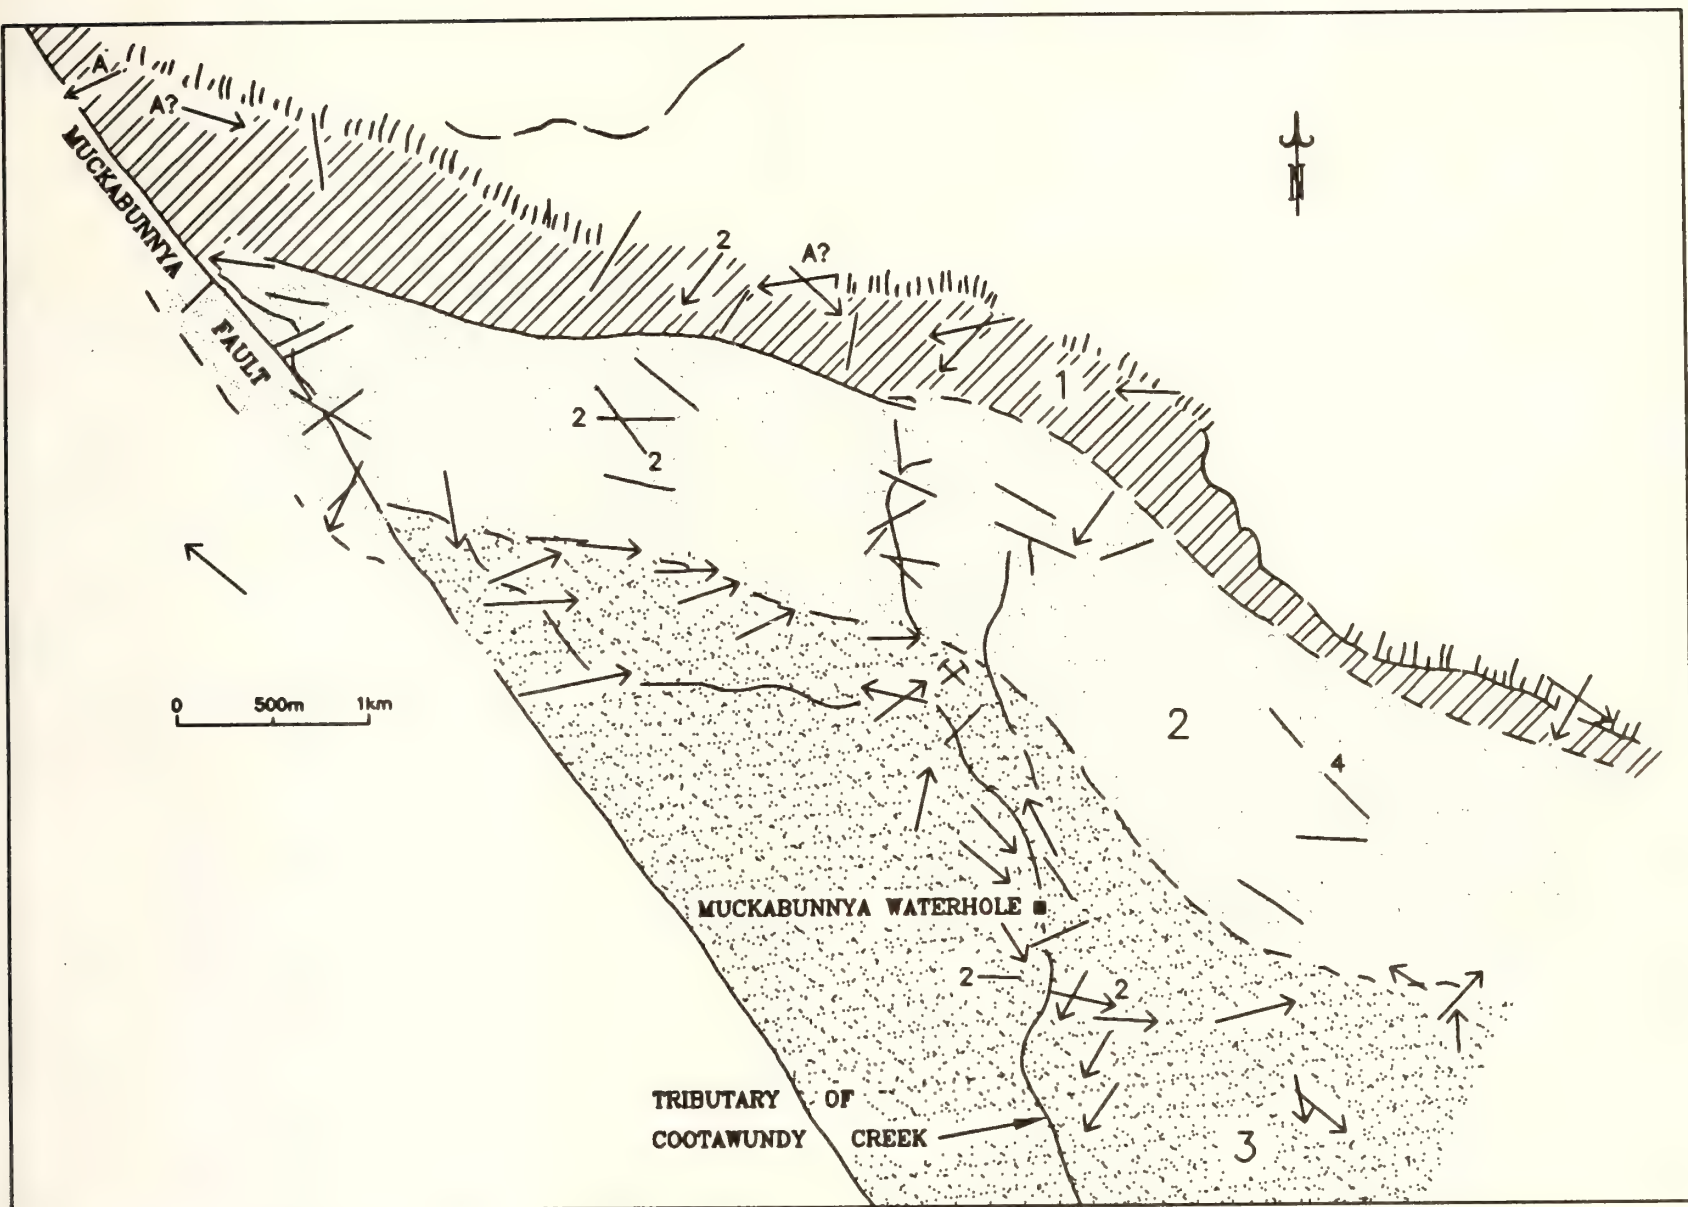 A
A?
MUCKABUNNYA
FAULT
N
2
A?
1
2
2
0 500m 1km
2
4
MUCKABUNNYA WATERHOLE
2
2
TRIBUTARY OF
COOTAWUNDY CREEK
3